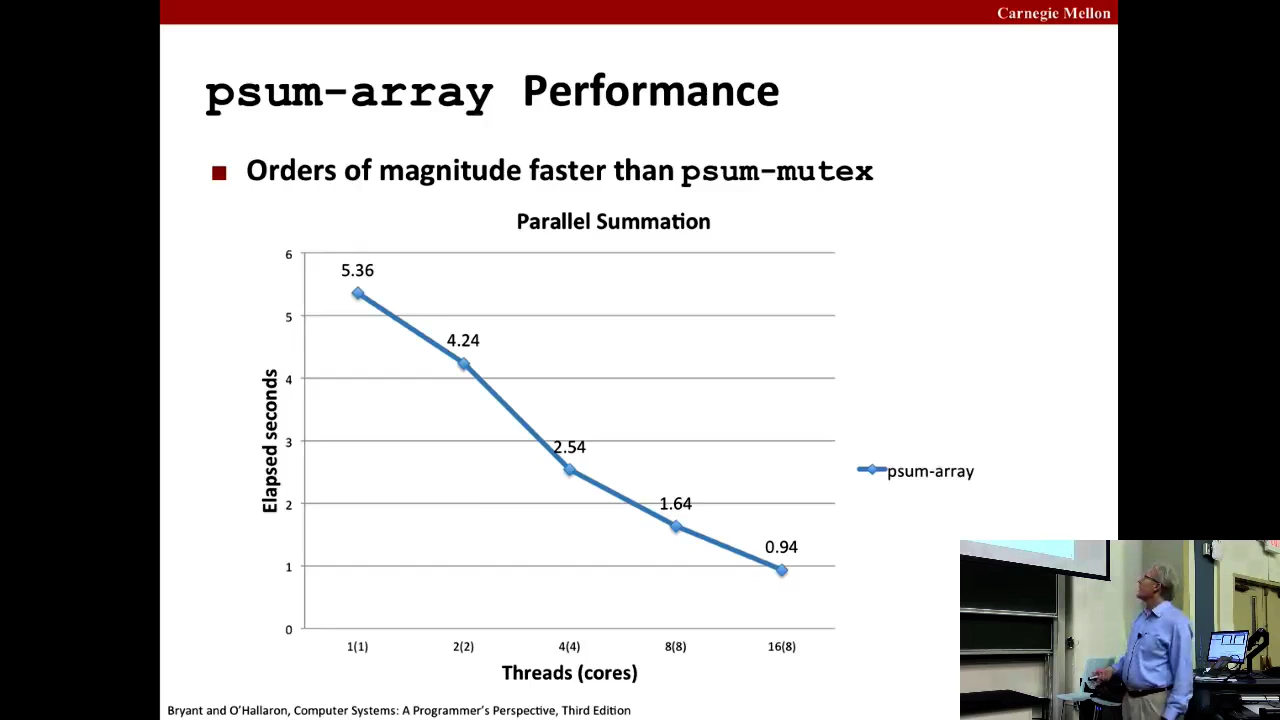 Carnegie Mellon
psum-array Performance
■ Orders of magnitude faster than psum-mutex
Parallel Summation
6
5.36
5
4.24
4
3
2.54
2
1.64
1
0.94
0
Elapsed seconds
psum-array
1(1) 2(2) 4(4) 8(8) 16(8)
Threads (cores)
Bryant and O'Hallaron, Computer Systems: A Programmer's Perspective, Third Edition